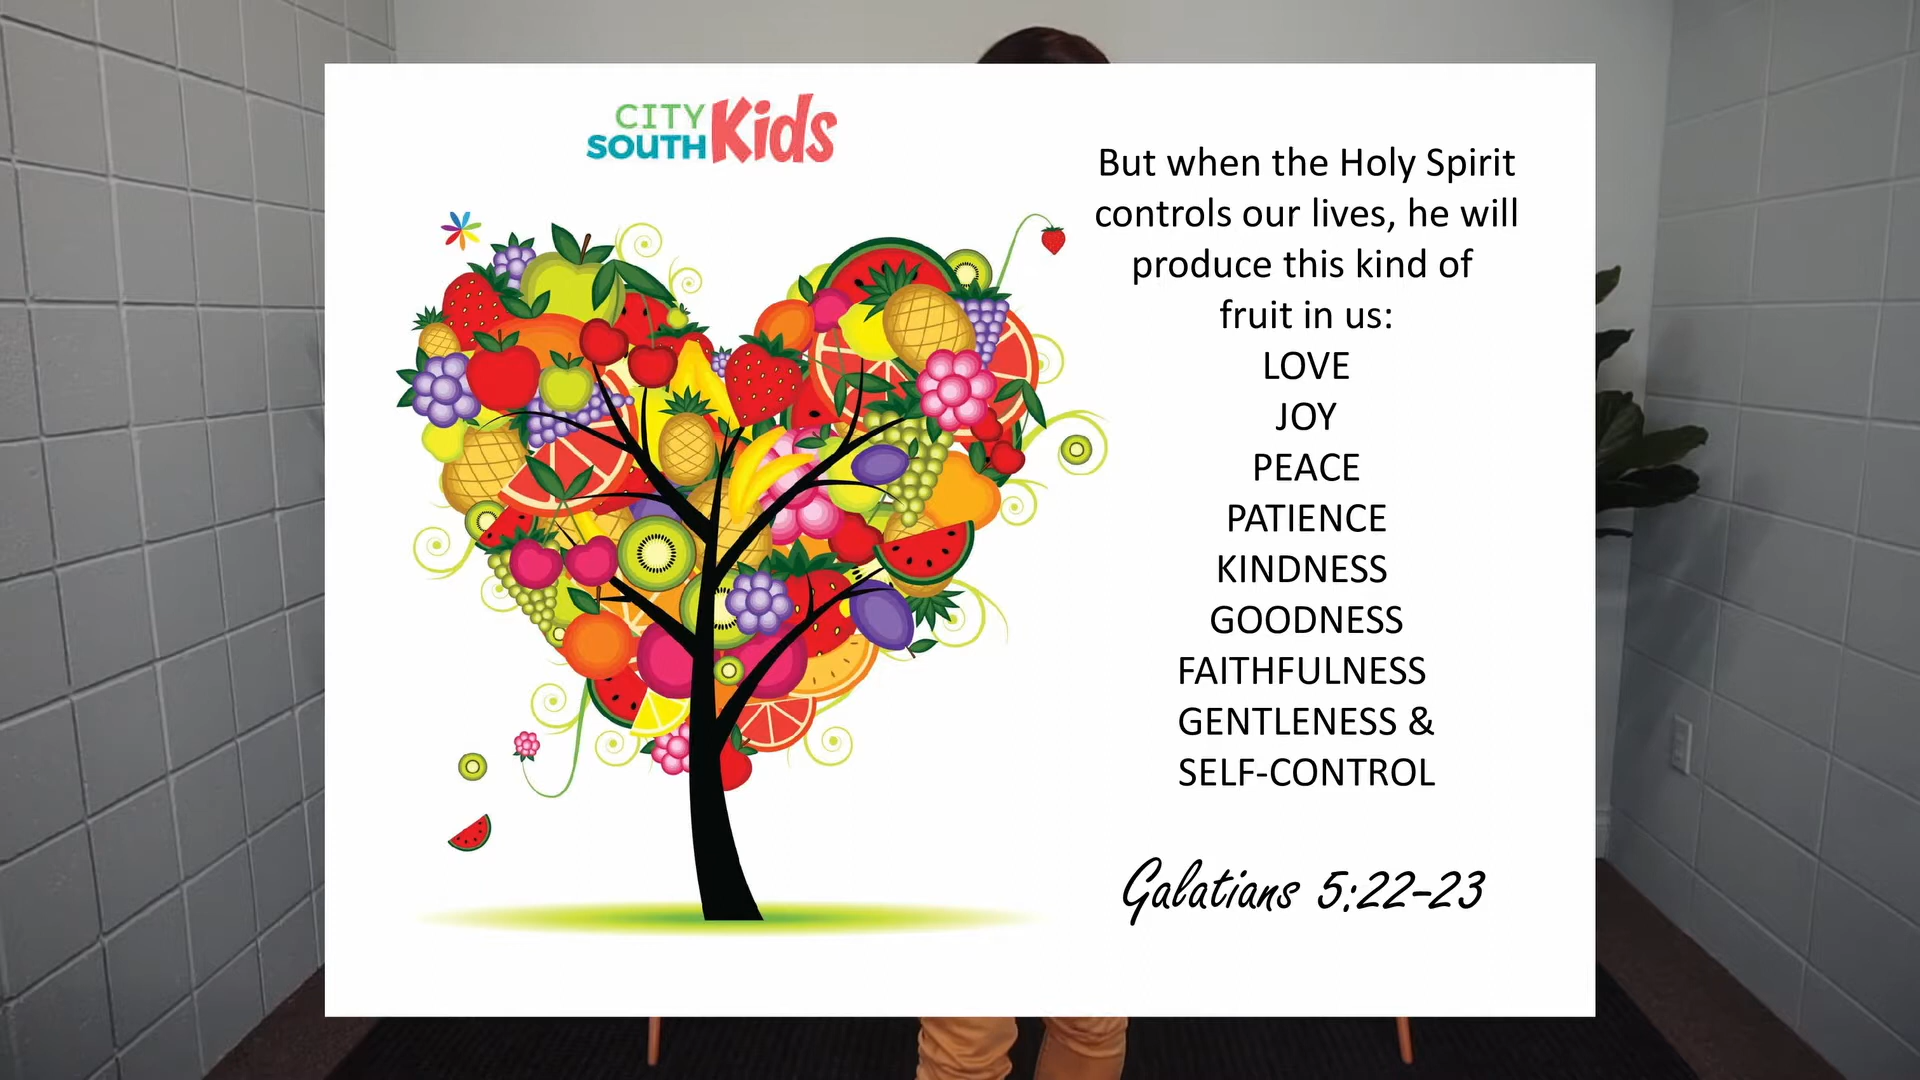 CITY
SOUTH Kids
But when the Holy Spirit
controls our lives, he will
produce this kind of
fruit in us:
LOVE
JOY
PEACE
PATIENCE
KINDNESS
GOODNESS
FAITHFULNESS
GENTLENESS &
SELF-CONTROL
Galatians 5:22-23